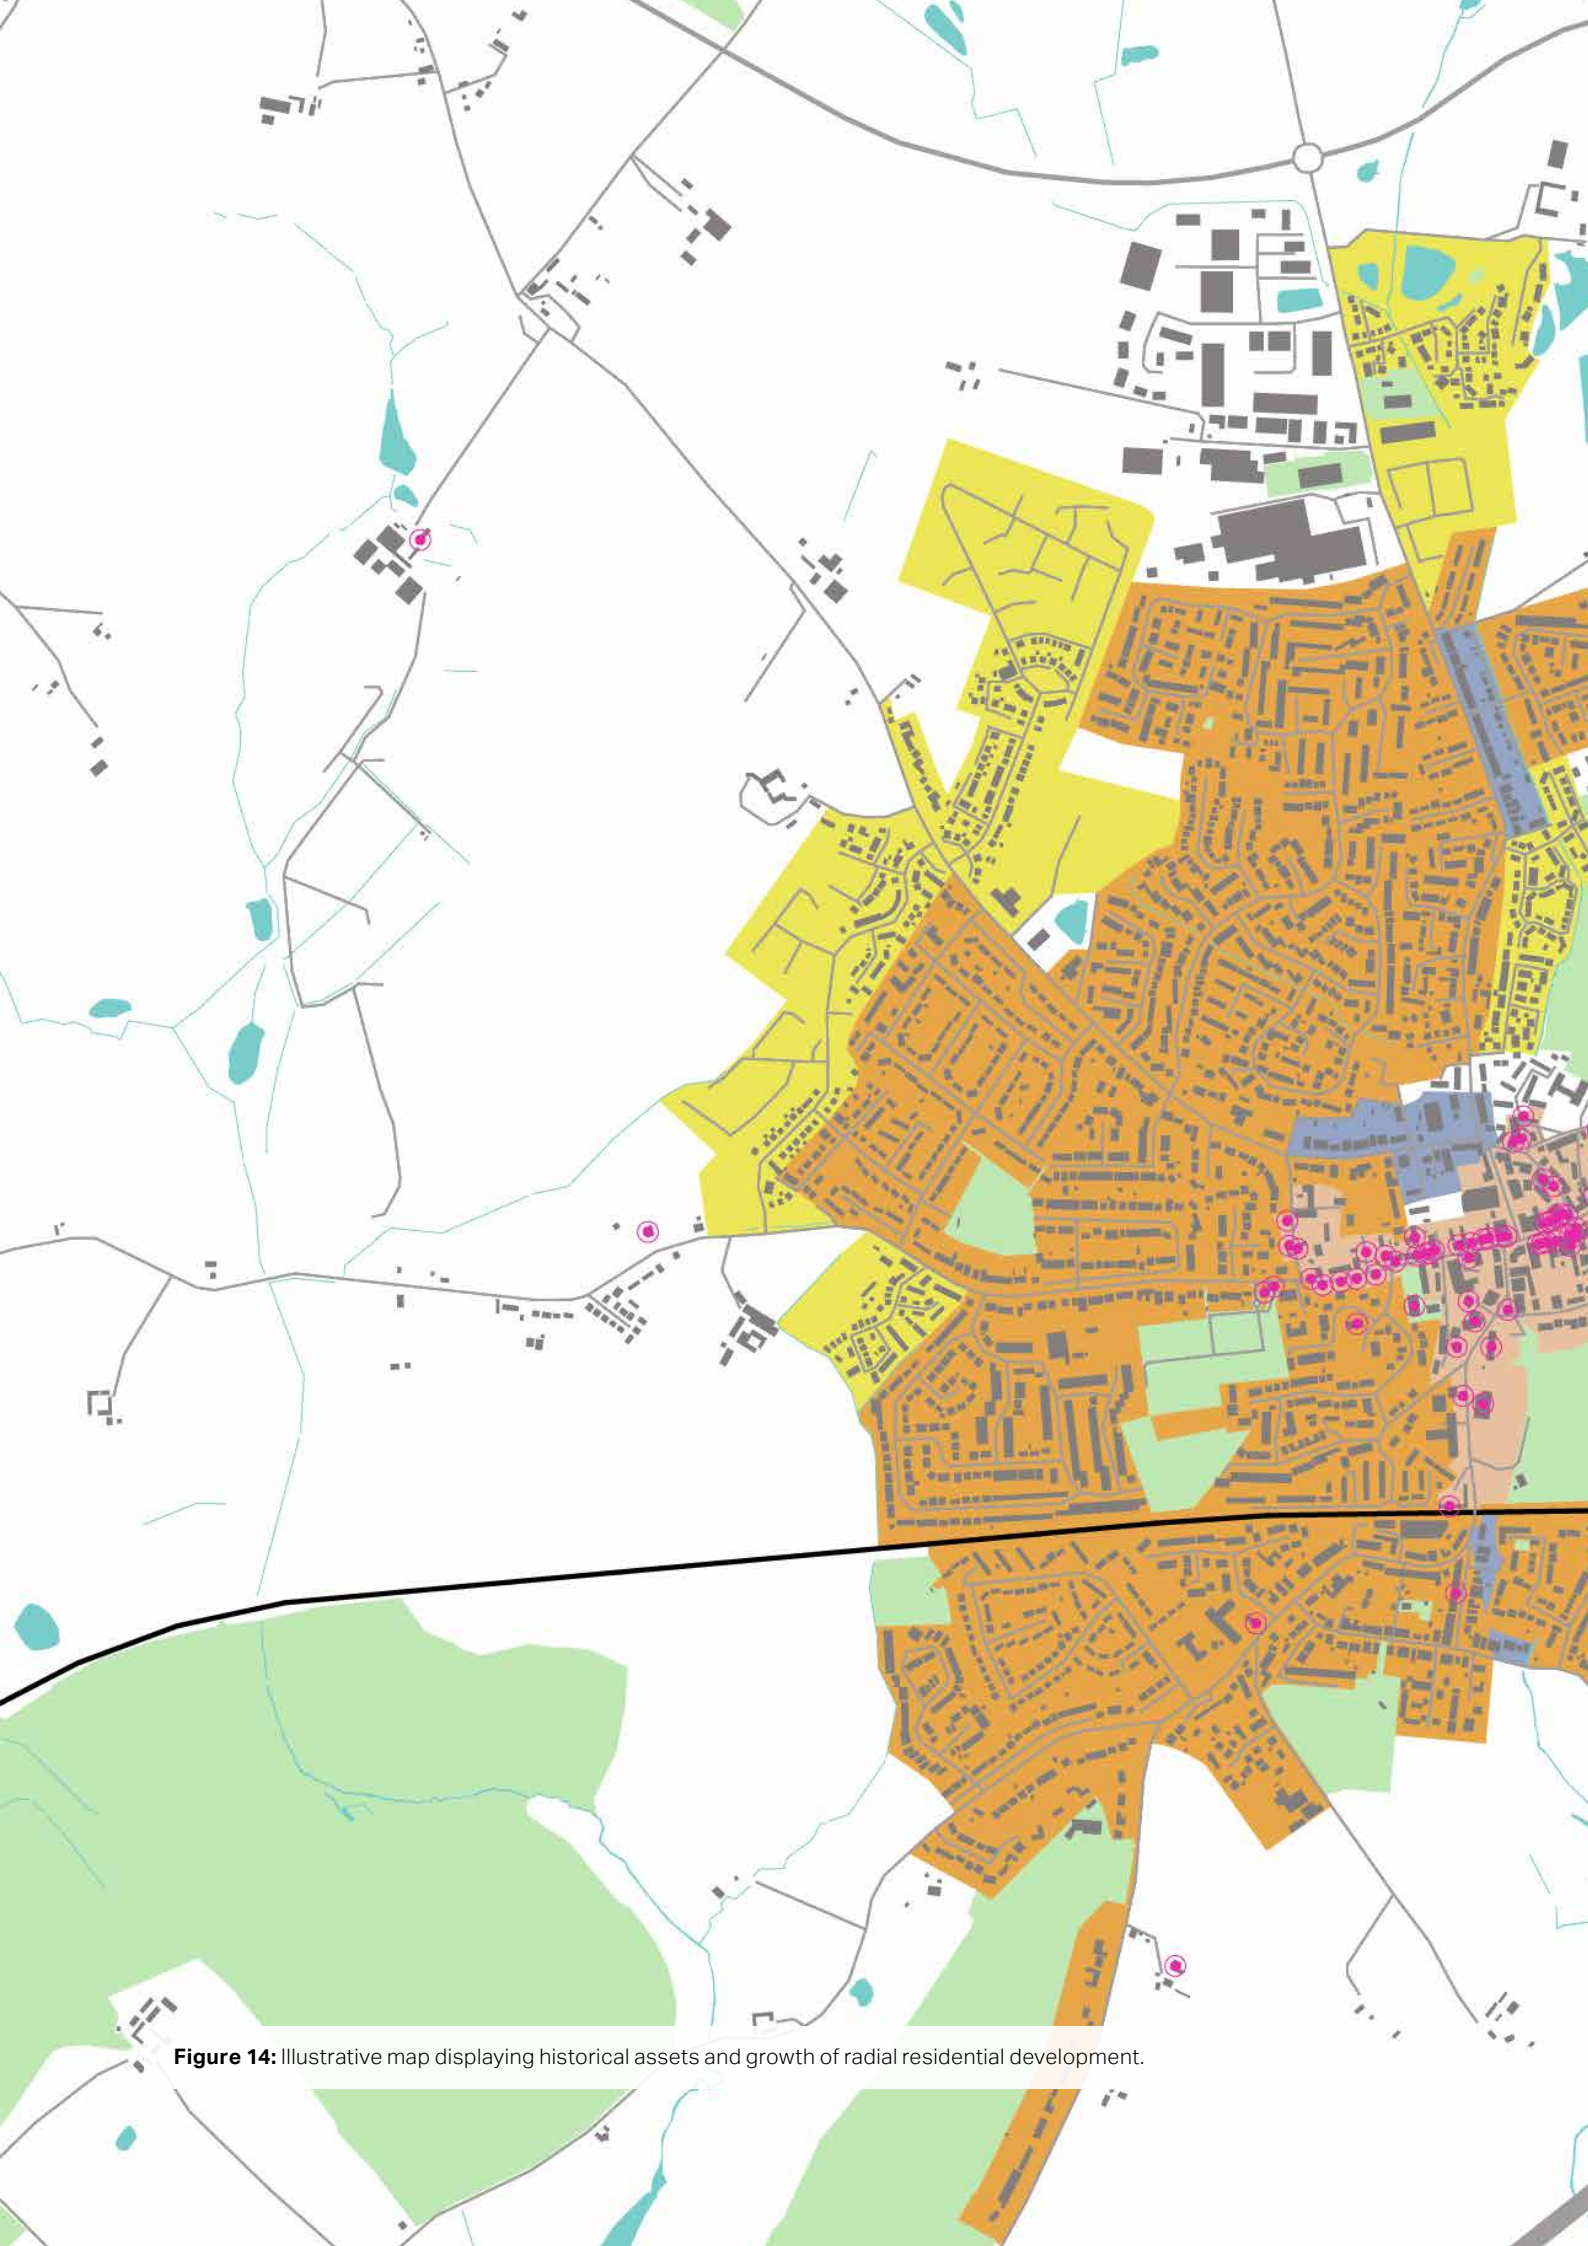 Figure 14: Illustrative map displaying historical assets and growth of radial residential development.